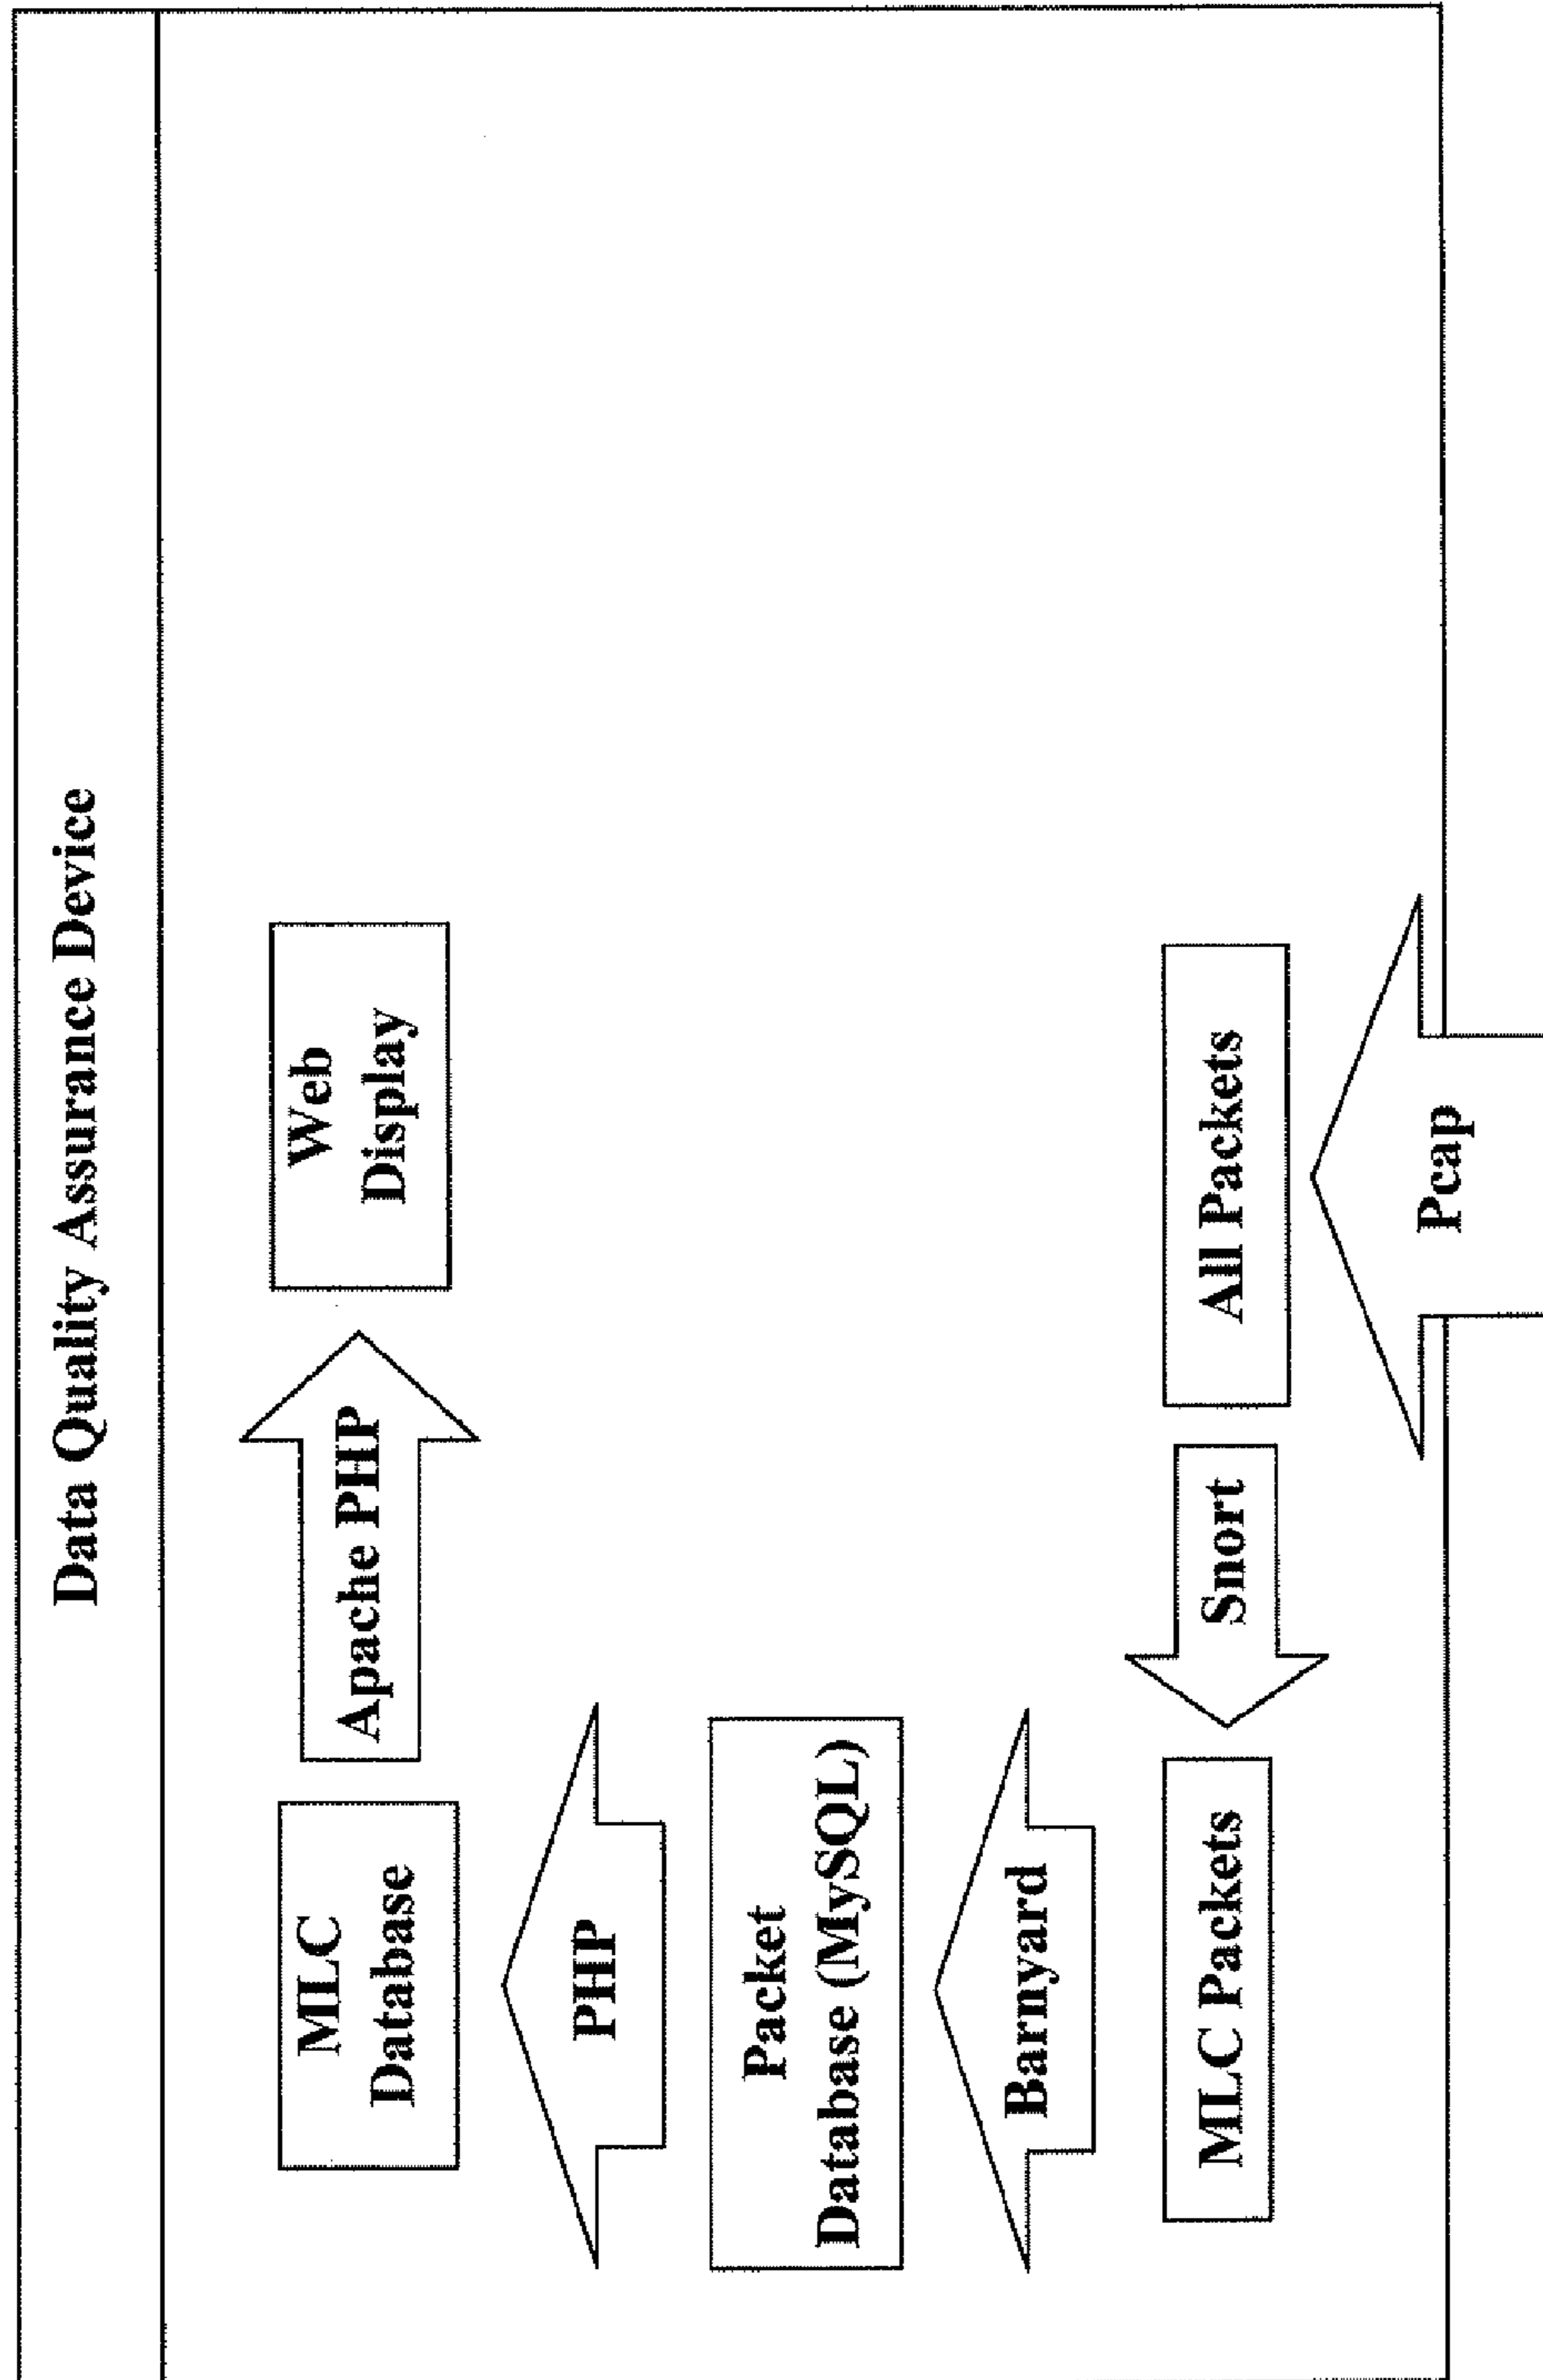 Data Quality Assurance Device
MLC
Database
Apache PHP
Web
Display
PHP
Packet
Database (MySQL)
Barnyard
MLC Packets
Snort
All Packets
Pcap